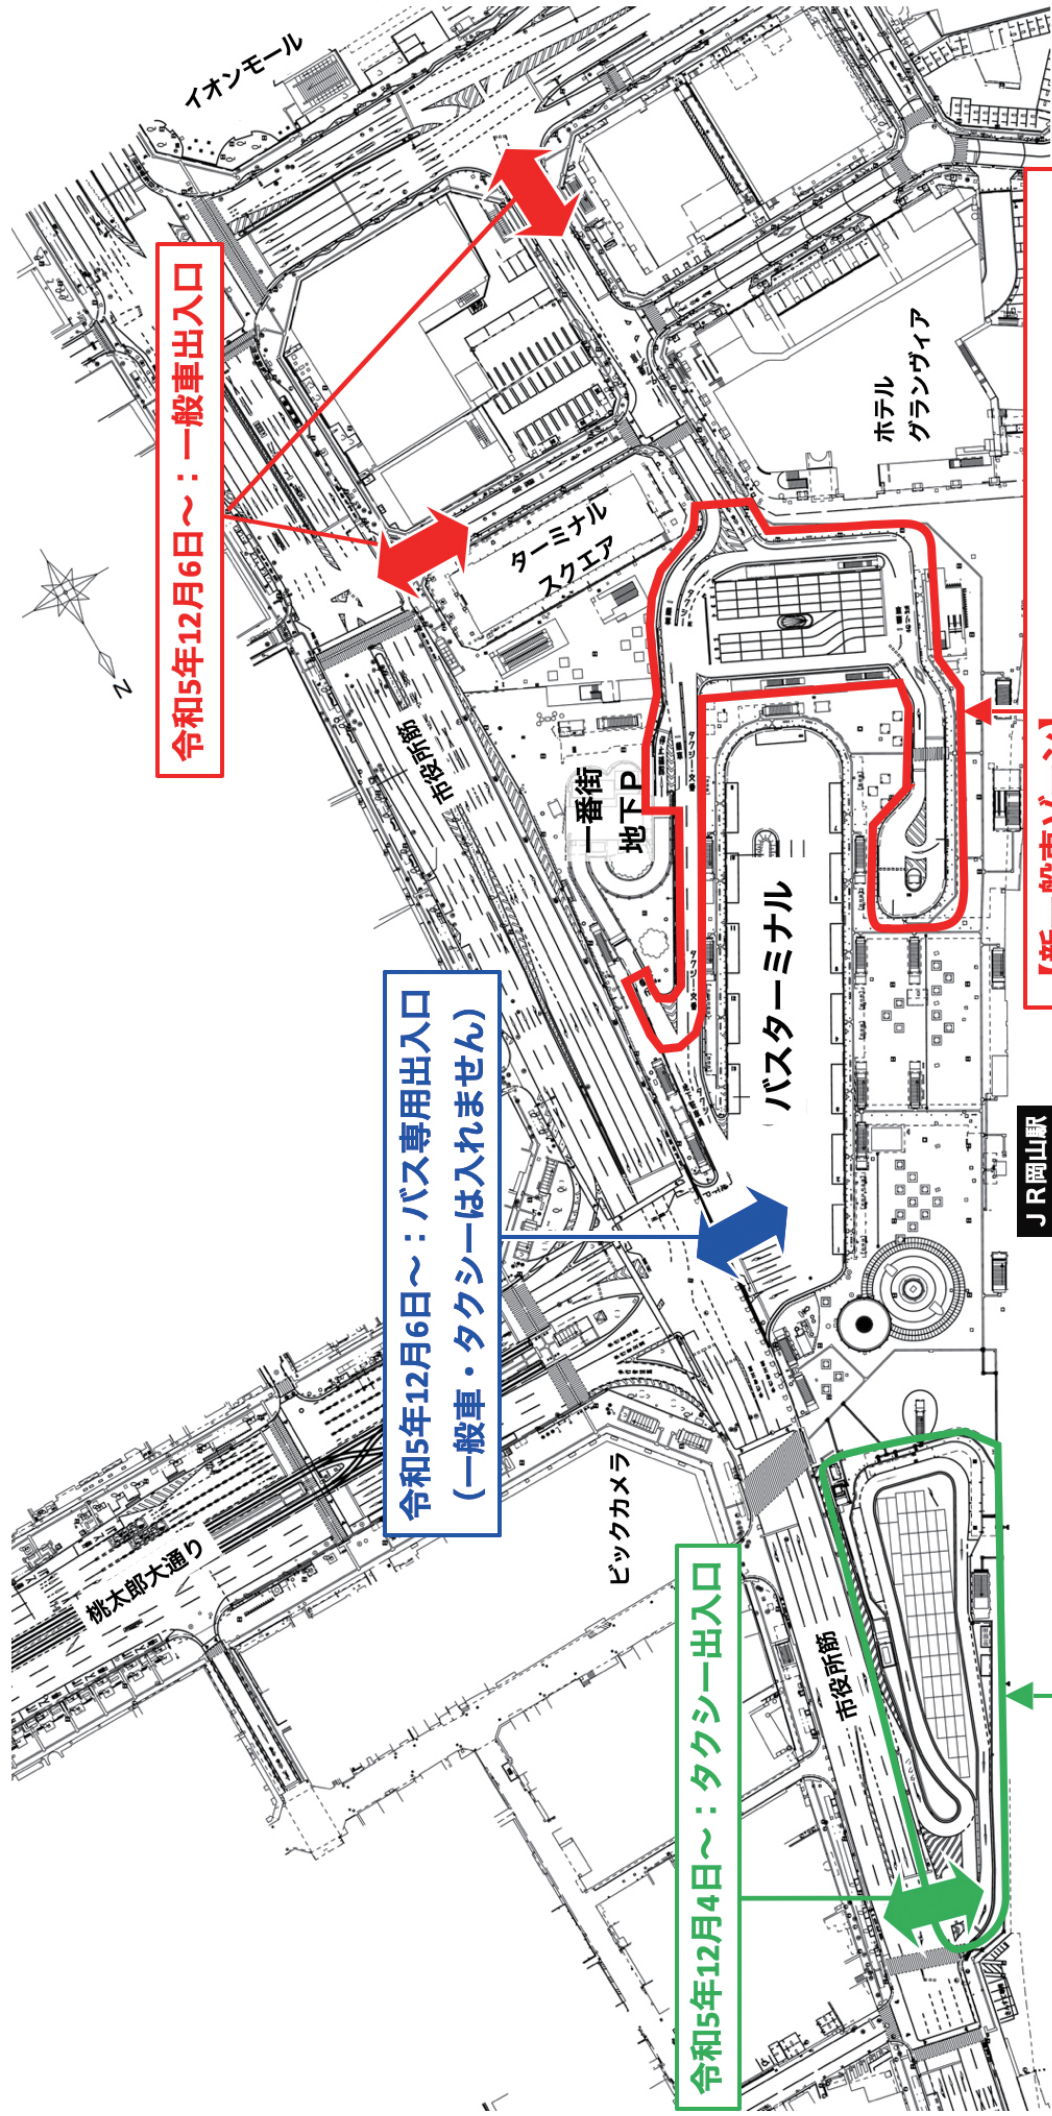 令和5年12月6日～：一般車出入口
イオンモール
市役所筋
ターミナル
スクエア
ホテル
グランヴィア
一番街
地下P
令和5年12月6日～：バス専用出入口
(一般車・タクシーは入れません)
バスターミナル
桃太郎大通り
ビックカメラ
令和5年12月4日～：タクシー出入口
市役所筋
JR岡山駅
N